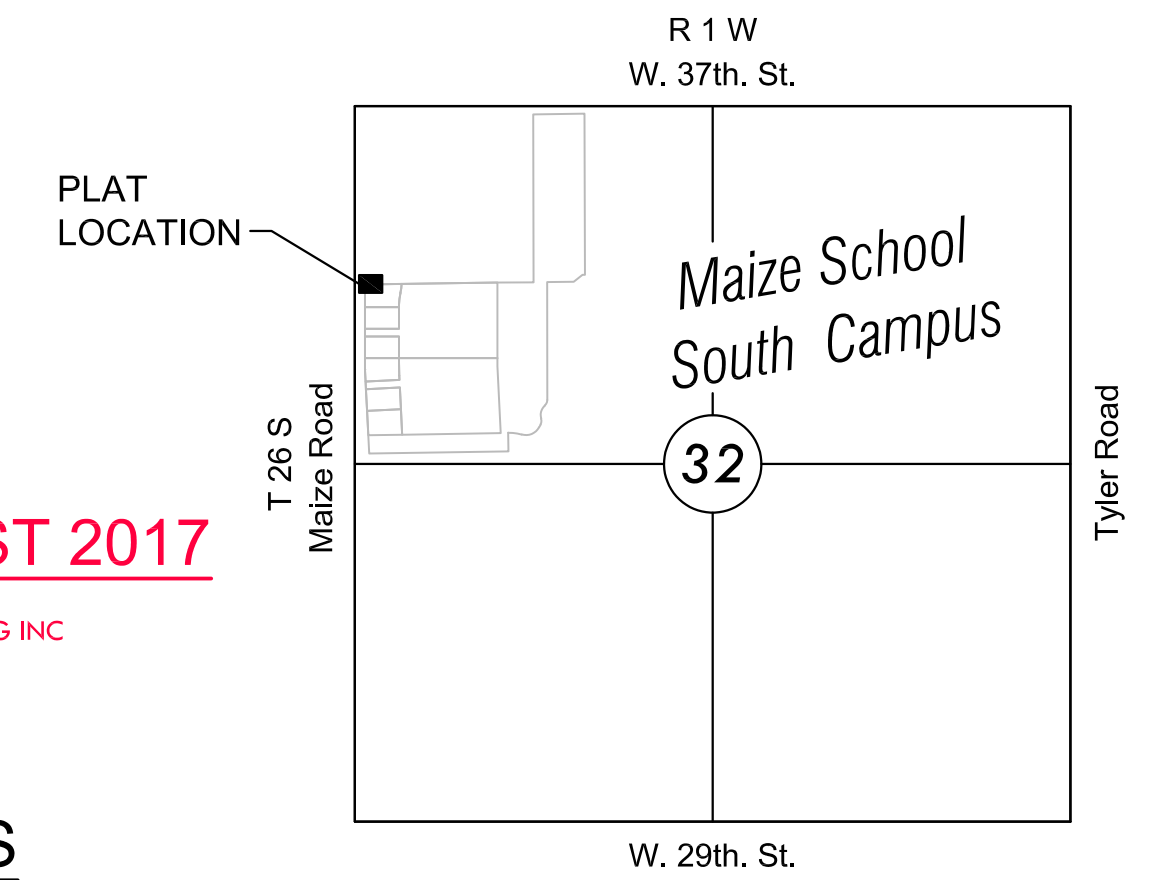 R 1 W
W. 37th. St.
PLAT
LOCATION
Maize School
South Campus
T 26 S
Maize Road
32
Tyler Road
ST 2017
G INC
S
W. 29th. St.